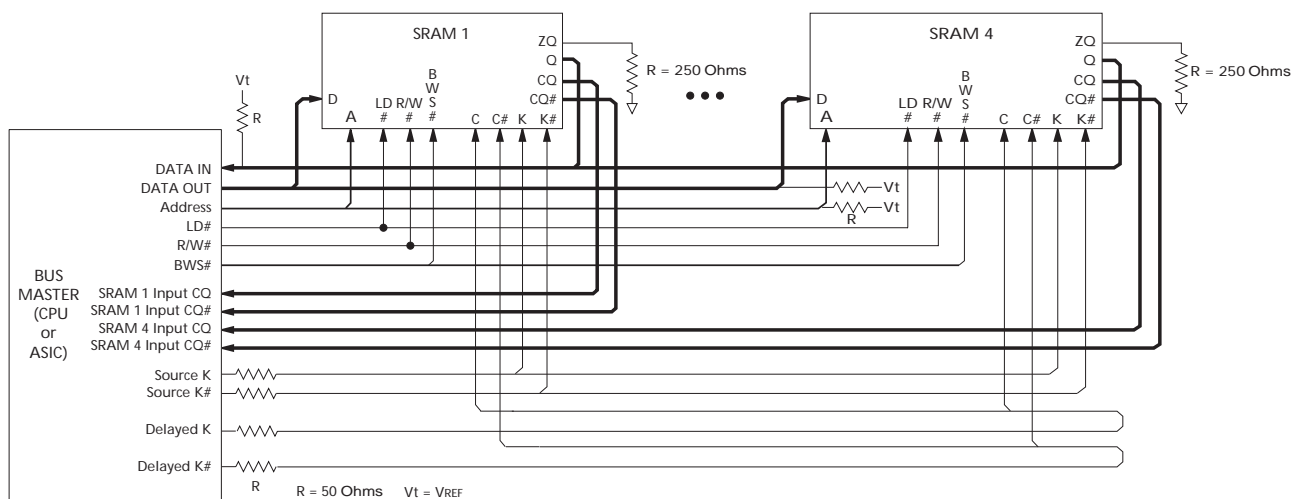 SRAM 1
ZQ
Q
CQ
CQ#
R = 250 Ohms
D
A
LD
#
R/W
#
B
W
S
#
C
C#
K
K#
SRAM 4
ZQ
Q
CQ
CQ#
R = 250 Ohms
D
A
LD
#
R/W
#
B
W
S
#
C
C#
K
K#
Vt
R
DATA IN
DATA OUT
Vt
Address
Vt
R
LD#
R/W#
BWS#
BUS
MASTER
(CPU
or
ASIC)
SRAM 1 Input CQ
SRAM 1 Input CQ#
SRAM 4 Input CQ
SRAM 4 Input CQ#
Source K
Source K#
Delayed K
Delayed K#
R
R = 50 Ohms Vt = VREF